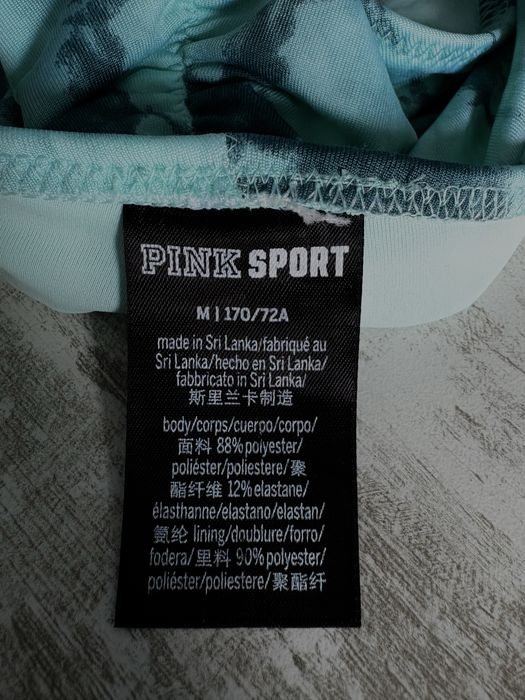 PINK SPORT
M | 170/72A
made in Sri Lanka/fabriqué au
Sri Lanka/hecho en Sri Lanka/
fabbricato in Sri Lanka/
斯里兰卡制造
body/corps/cuerpo/corpo/
面料 88% polyester/
poliéster/poliestere/聚
酯纤维 12% elastane/
élasthanne/elastano/elastan/
氨纶 lining/doublure/forro/
fodera/里料 90% polyester/
poliéster/poliestere/聚酯纤